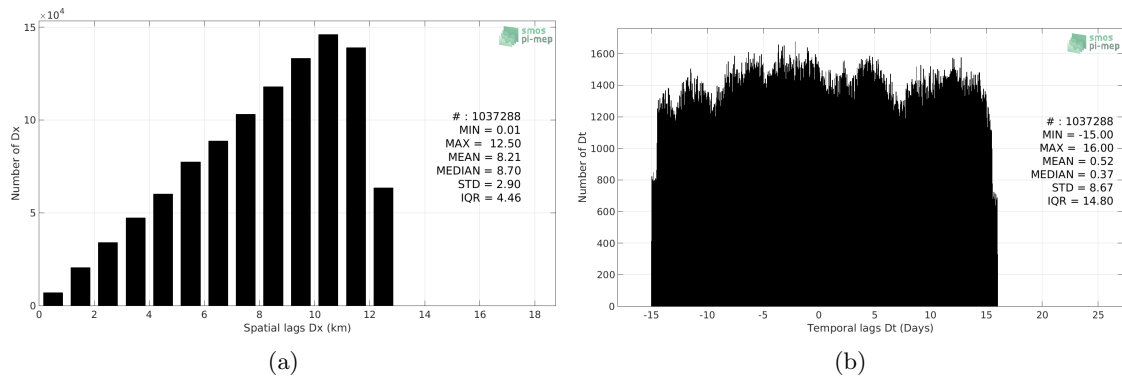 ×10⁴
15
10
5
0
0 2 4 6 8 10 12 14 16 18
Number of Dx
Spatial lags Dx (km)
smos
pi-mep
# : 1037288
MIN = 0.01
MAX = 12.50
MEAN = 8.21
MEDIAN = 8.70
STD = 2.90
IQR = 4.46
(a)
1600
1400
1200
1000
800
600
400
200
0
-15 -10 -5 0 5 10 15 20 25
Number of Dt
Temporal lags Dt (Days)
smos
pi-mep
# : 1037288
MIN = -15.00
MAX = 16.00
MEAN = 0.52
MEDIAN = 0.37
STD = 8.67
IQR = 14.80
(b)